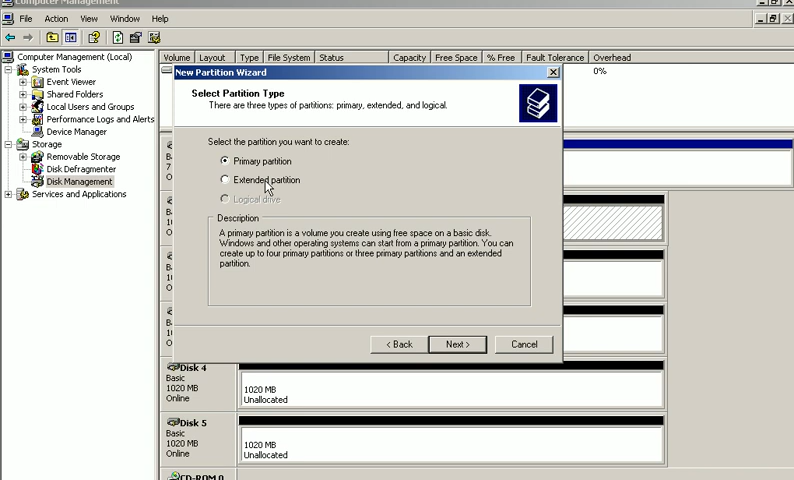 Computer Management
File Action View Window Help
Computer Management (Local)
System Tools
Event Viewer
Shared Folders
Local Users and Groups
Performance Logs and Alerts
Device Manager
Storage
Removable Storage
Disk Defragmenter
Disk Management
Services and Applications
Volume Layout Type File System Status Capacity Free Space % Free Fault Tolerance Overhead
0%
New Partition Wizard
Select Partition Type
There are three types of partitions: primary, extended, and logical.
Select the partition you want to create:
Primary partition
Extended partition
Logical drive
Description
A primary partition is a volume you create using free space on a basic disk.
Windows and other operating systems can start from a primary partition. You can
create up to four primary partitions or three primary partitions and an extended
partition.
< Back Next > Cancel
Disk 4
Basic
1020 MB
Online
1020 MB
Unallocated
Disk 5
Basic
1020 MB
Online
1020 MB
Unallocated
CD-ROM 0